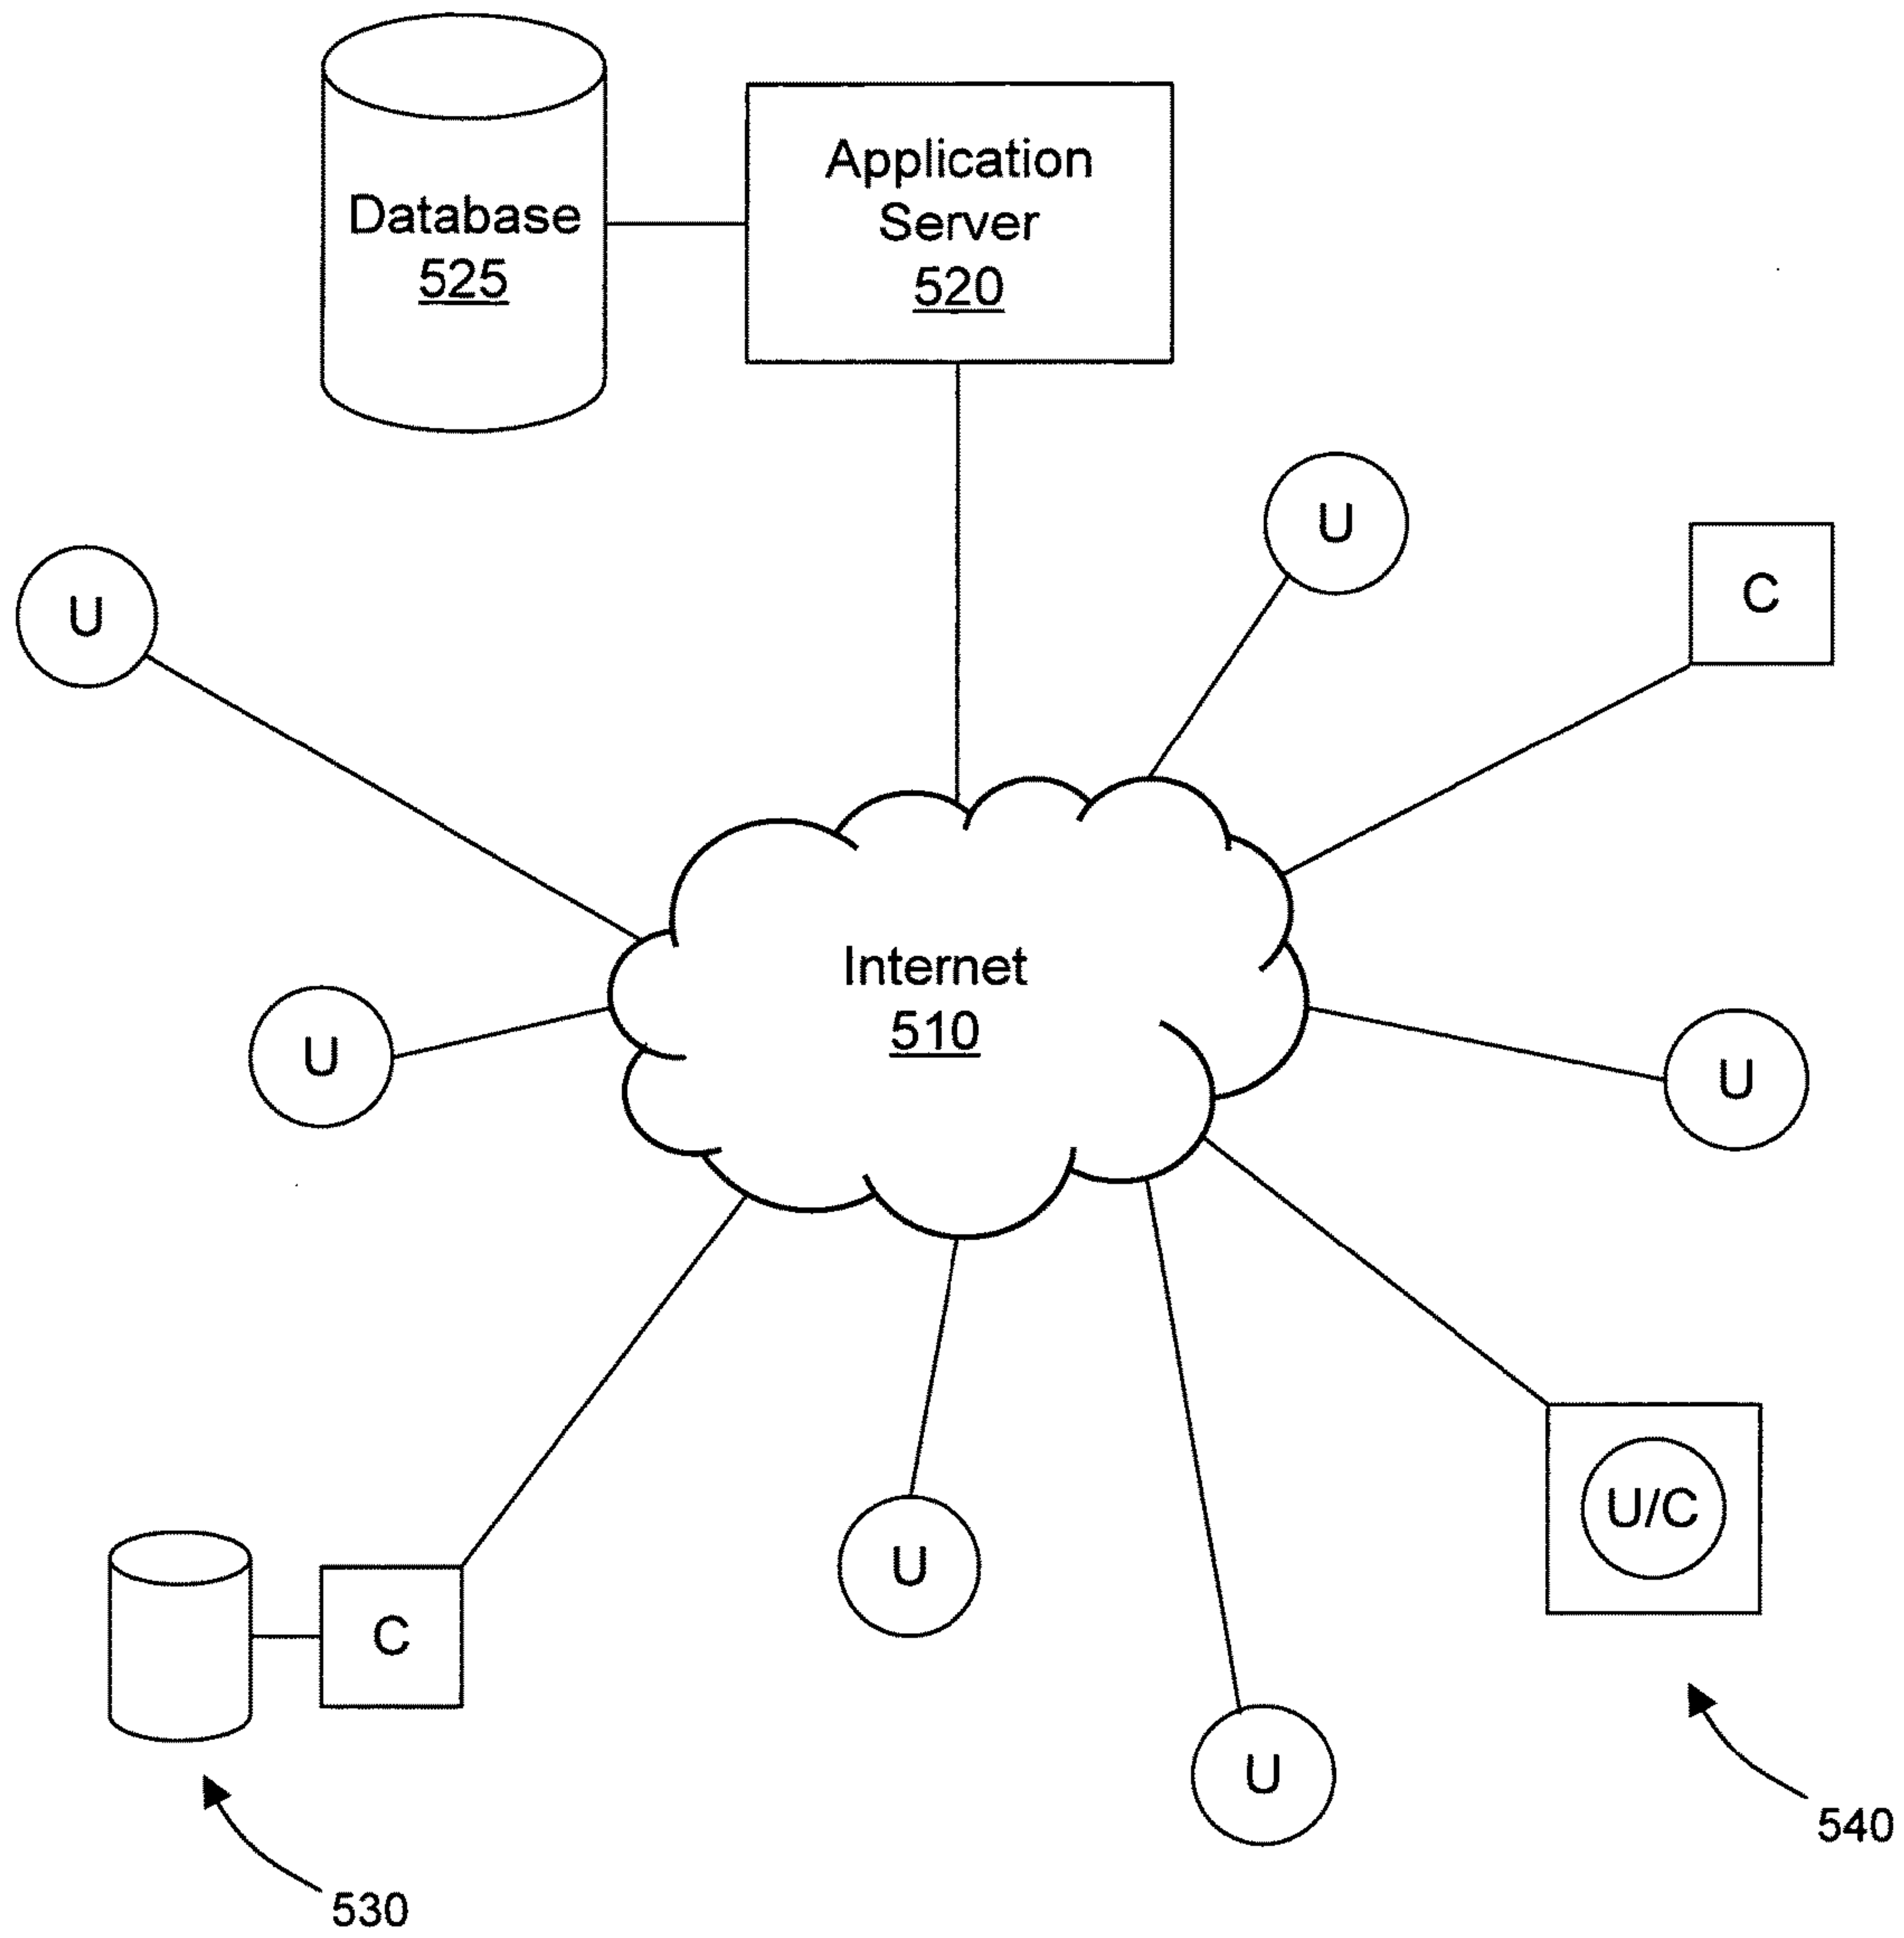 Database
525
Application
Server
520
U
C
U
Internet
510
U
U
U/C
C
U
U
540
530